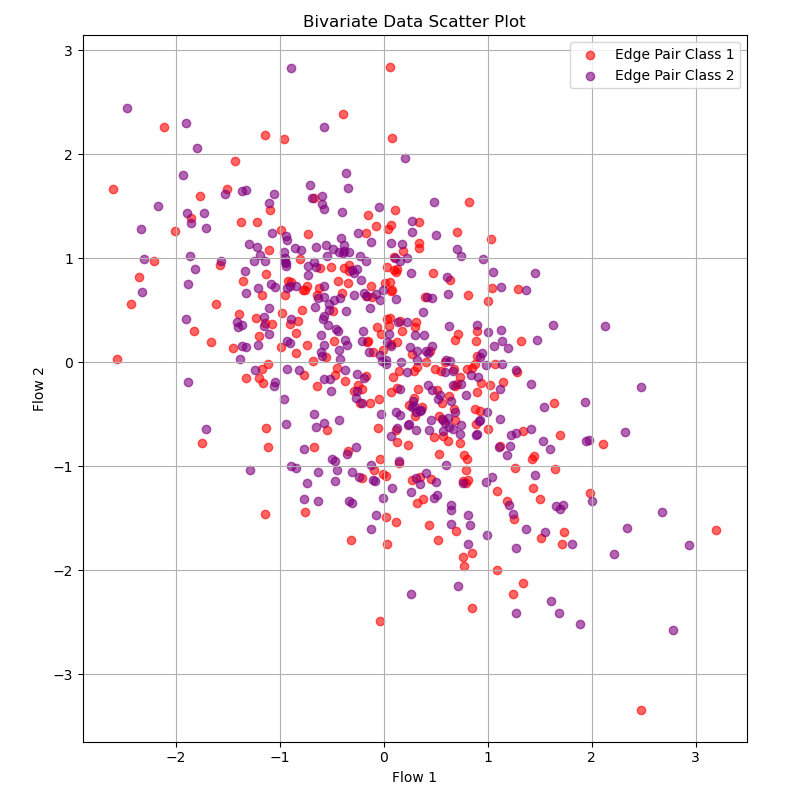 Bivariate Data Scatter Plot
Edge Pair Class 1
Edge Pair Class 2
3
2
1
0
−1
−2
−3
Flow 2
−2
−1
0
1
2
3
Flow 1